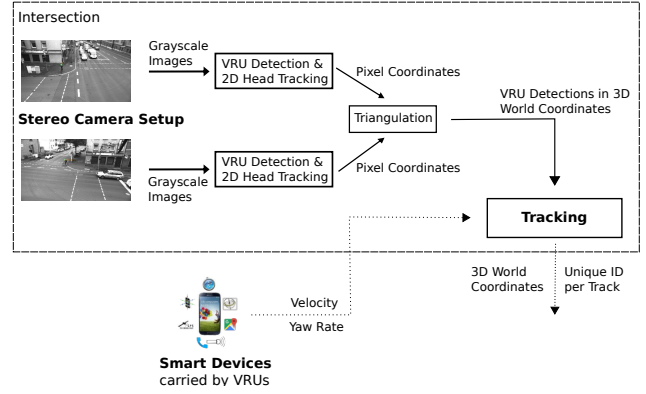 Intersection
Grayscale
Images
VRU Detection &
2D Head Tracking
Pixel Coordinates
VRU Detections in 3D
World Coordinates
Stereo Camera Setup
Triangulation
VRU Detection &
2D Head Tracking
Pixel Coordinates
Grayscale
Images
Tracking
3D World
Coordinates
Unique ID
per Track
Velocity
Yaw Rate
Smart Devices
carried by VRUs